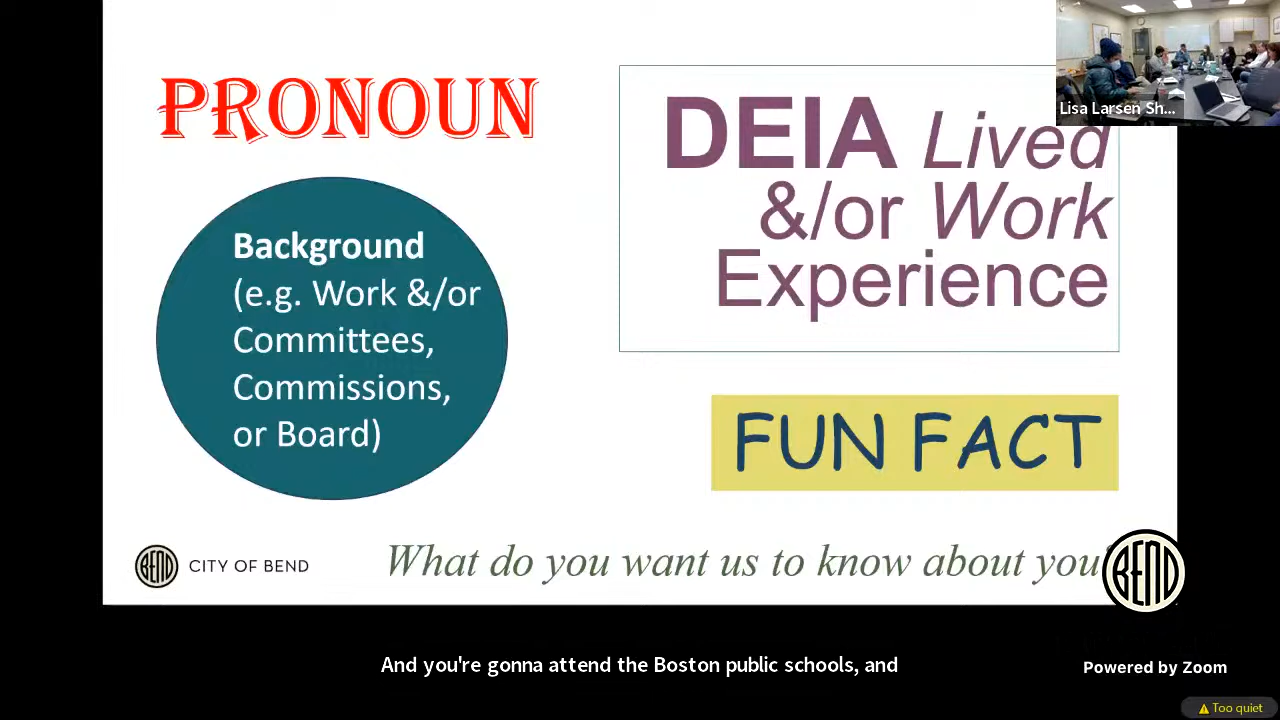 PRONOUN
Background
(e.g. Work &/or
Committees,
Commissions,
or Board)
DEIA Lived
&/or Work
Experience
FUN FACT
What do you want us to know about you
BEND
CITY OF BEND
BEND
Lisa Larsen Sh...
And you're gonna attend the Boston public schools, and
Powered by Zoom
Too quiet